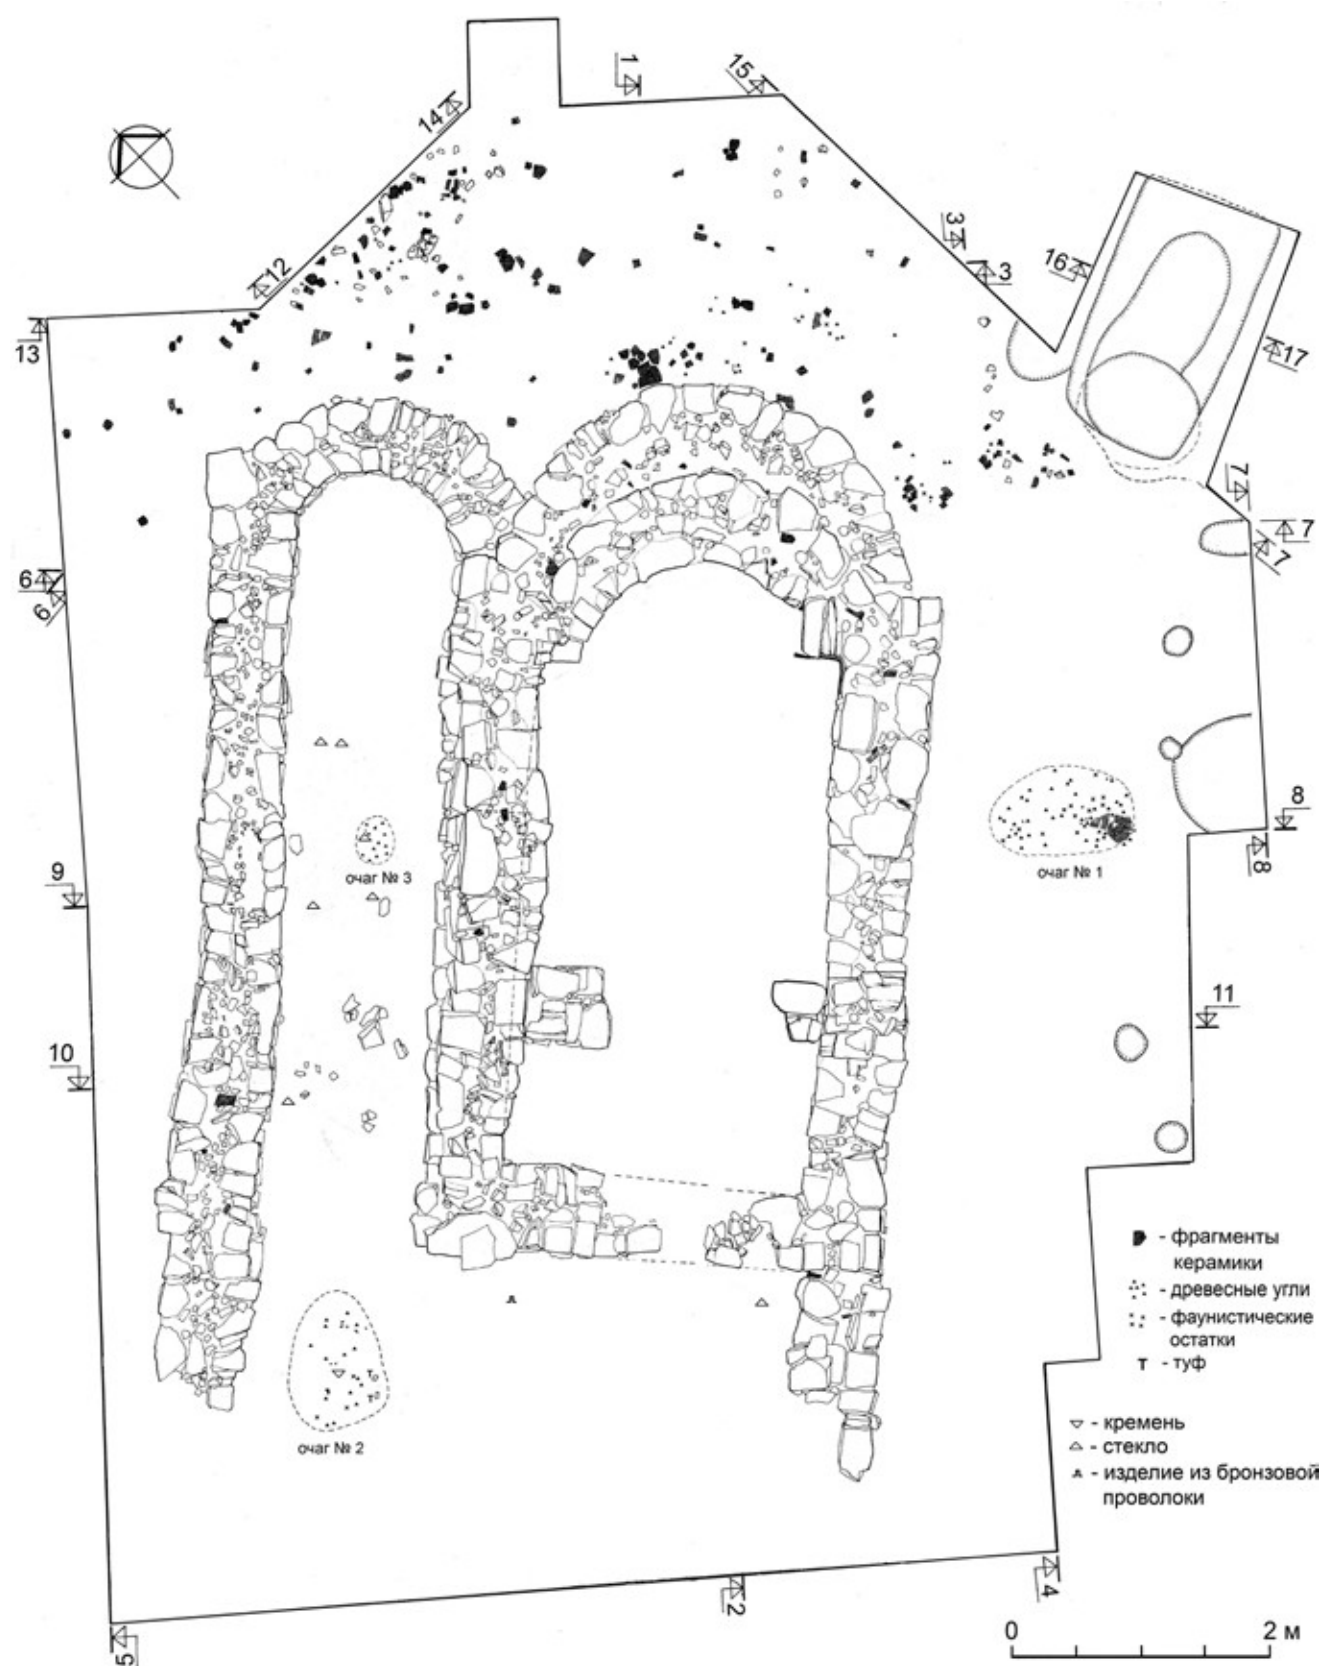 1
15
14
3
3
12
16
13
17
7
7
7
6
6
8
8
9
очаг № 3
очаг № 1
11
10
- фрагменты
керамики
- древесные угли
- фаунистические
остатки
т - туф
- кремень
- стекло
- изделие из бронзовой
проволоки
т
т
очаг № 2
4
2
5
0 2 м